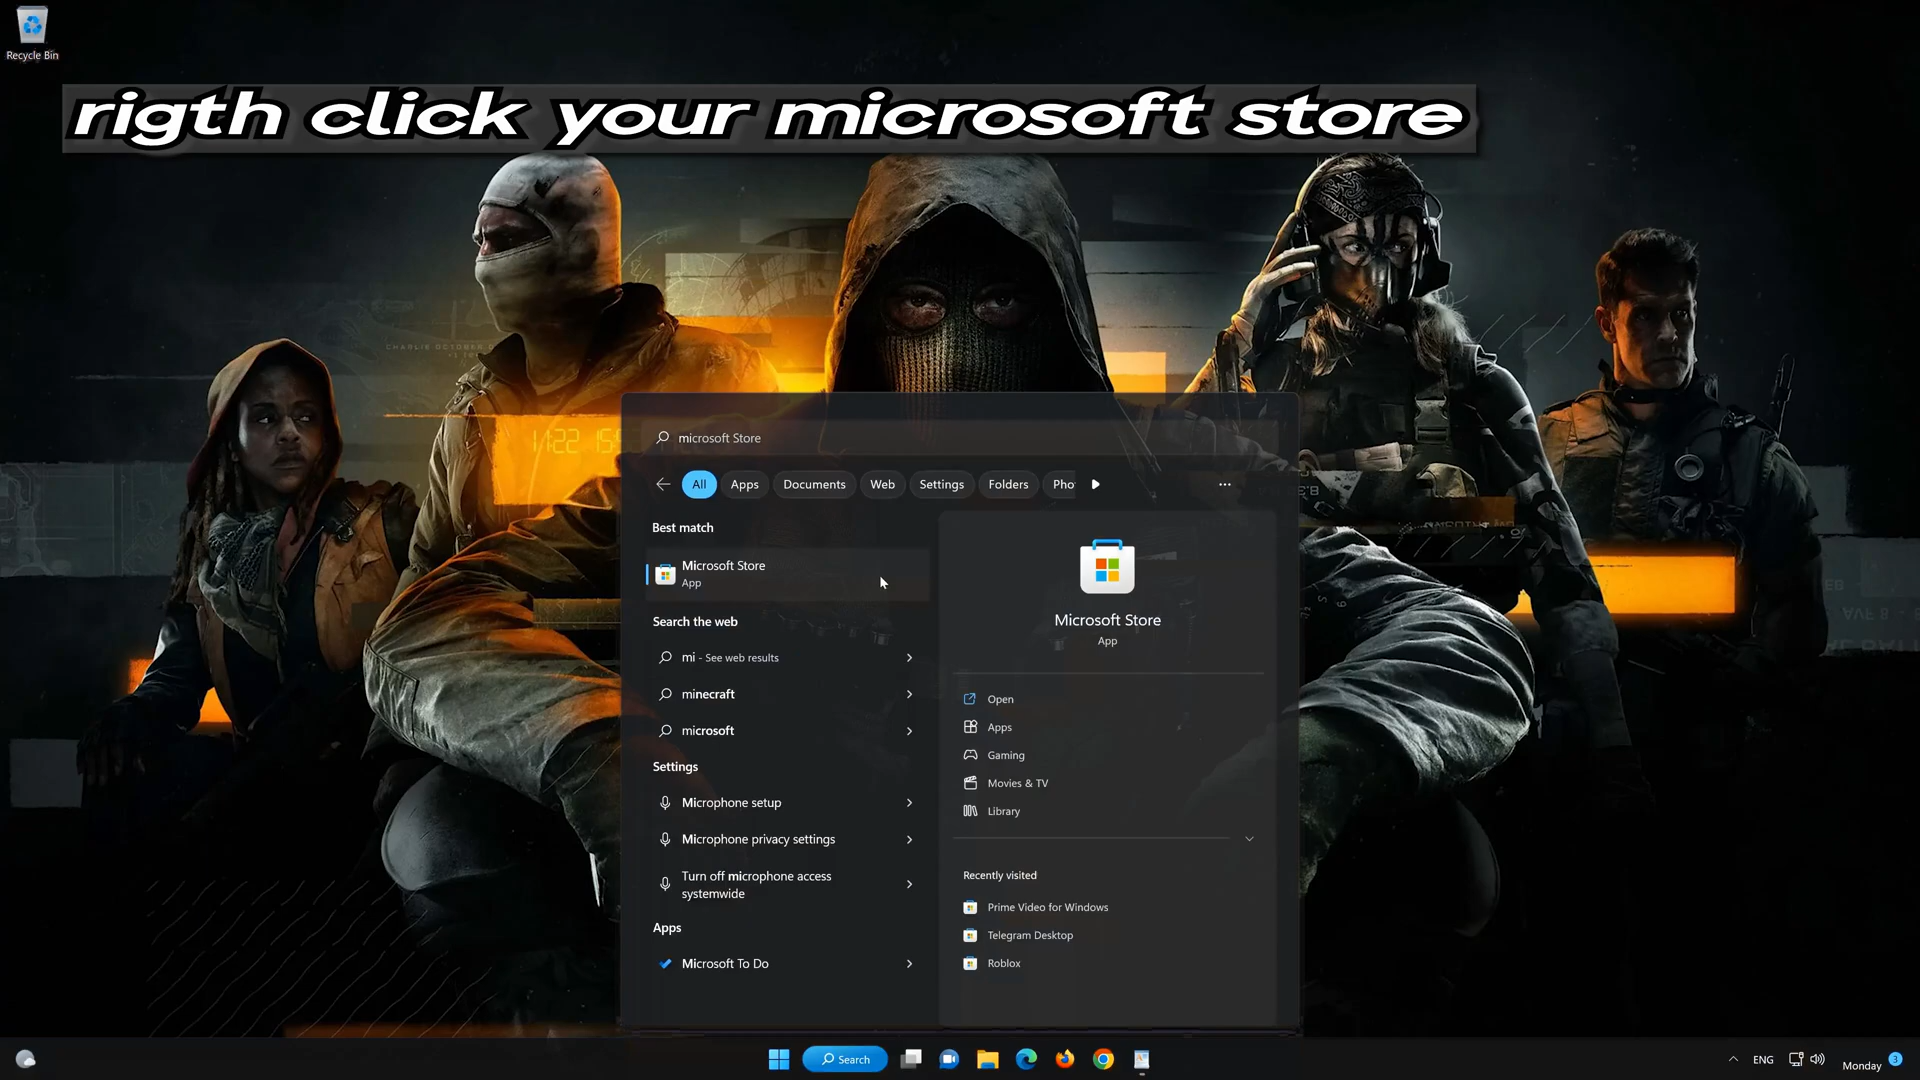 Recycle Bin
rigth click your microsoft store
CHARLIE OCTOBER
microsoft Store
All
Apps
Documents
Web
Settings
Folders
Pho
Best match
Microsoft Store
App
Search the web
mi - See web results
minecraft
microsoft
Settings
Microphone setup
Microphone privacy settings
Turn off microphone access
systemwide
Apps
Microsoft To Do
Microsoft Store
App
Open
Apps
Gaming
Movies & TV
Library
Recently visited
Prime Video for Windows
Telegram Desktop
Roblox
Search
ENG
Monday
3